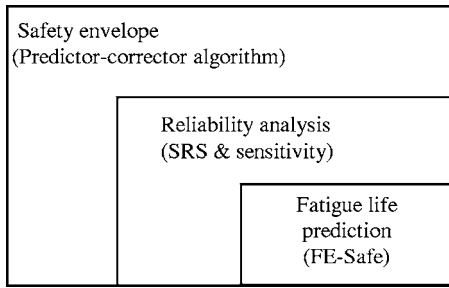 Safety envelope
(Predictor-corrector algorithm)
Reliability analysis
(SRS & sensitivity)
Fatigue life
prediction
(FE-Safe)